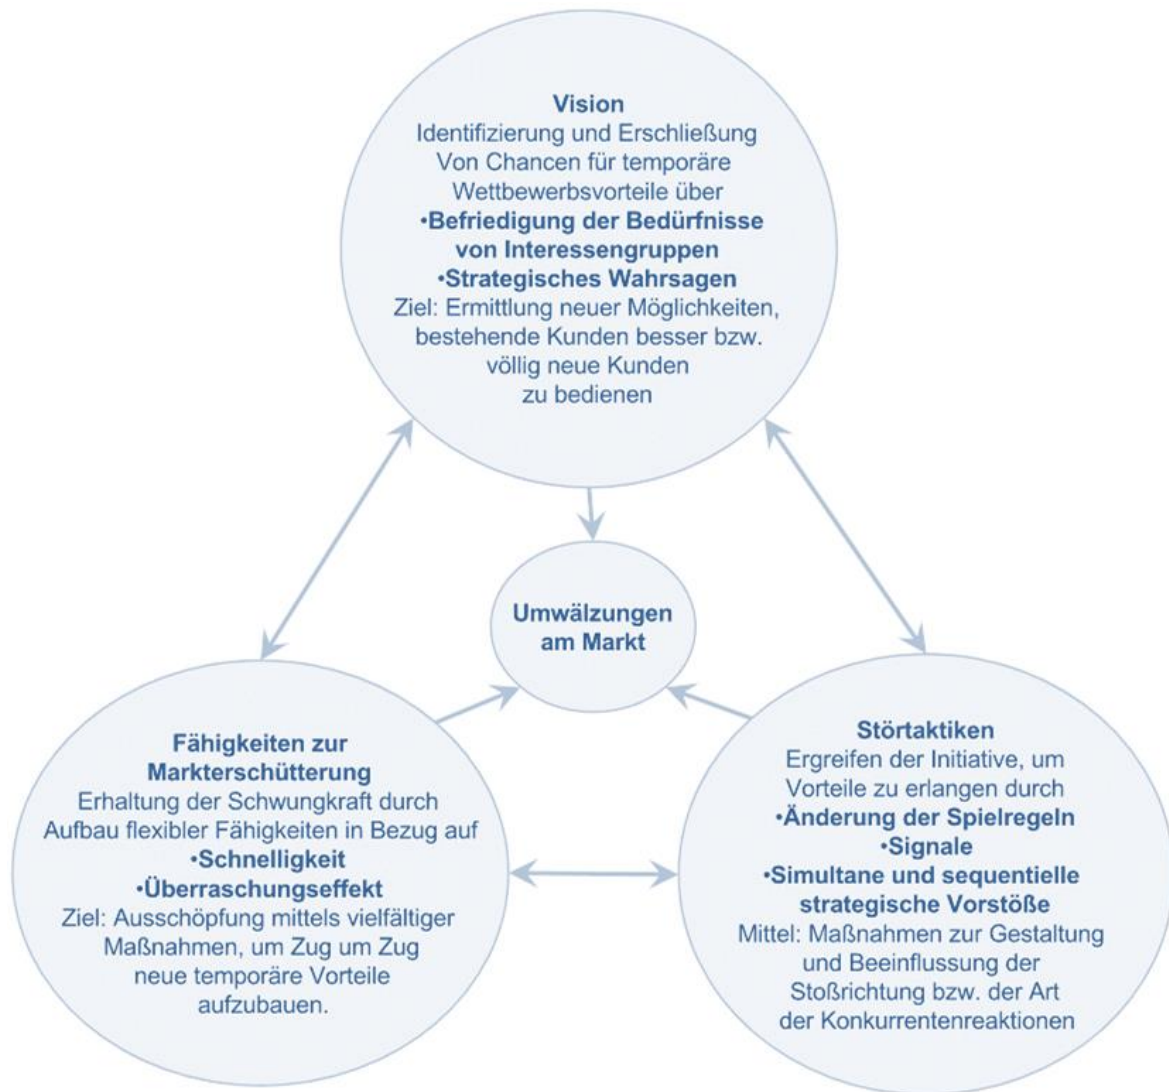 Vision
Identifizierung und Erschließung
Von Chancen für temporäre
Wettbewerbsvorteile über
•Befriedigung der Bedürfnisse
von Interessengruppen
•Strategisches Wahrsagen
Ziel: Ermittlung neuer Möglichkeiten,
bestehende Kunden besser bzw.
völlig neue Kunden
zu bedienen
Umwälzungen
am Markt
Fähigkeiten zur
Markterschütterung
Erhaltung der Schwungkraft durch
Aufbau flexibler Fähigkeiten in Bezug auf
•Schnelligkeit
•Überraschungseffekt
Ziel: Ausschöpfung mittels vielfältiger
Maßnahmen, um Zug um Zug
neue temporäre Vorteile
aufzubauen.
Störtaktiken
Ergreifen der Initiative, um
Vorteile zu erlangen durch
•Änderung der Spielregeln
•Signale
•Simultane und sequentielle
strategische Vorstöße
Mittel: Maßnahmen zur Gestaltung
und Beeinflussung der
Stoßrichtung bzw. der Art
der Konkurrentenreaktionen